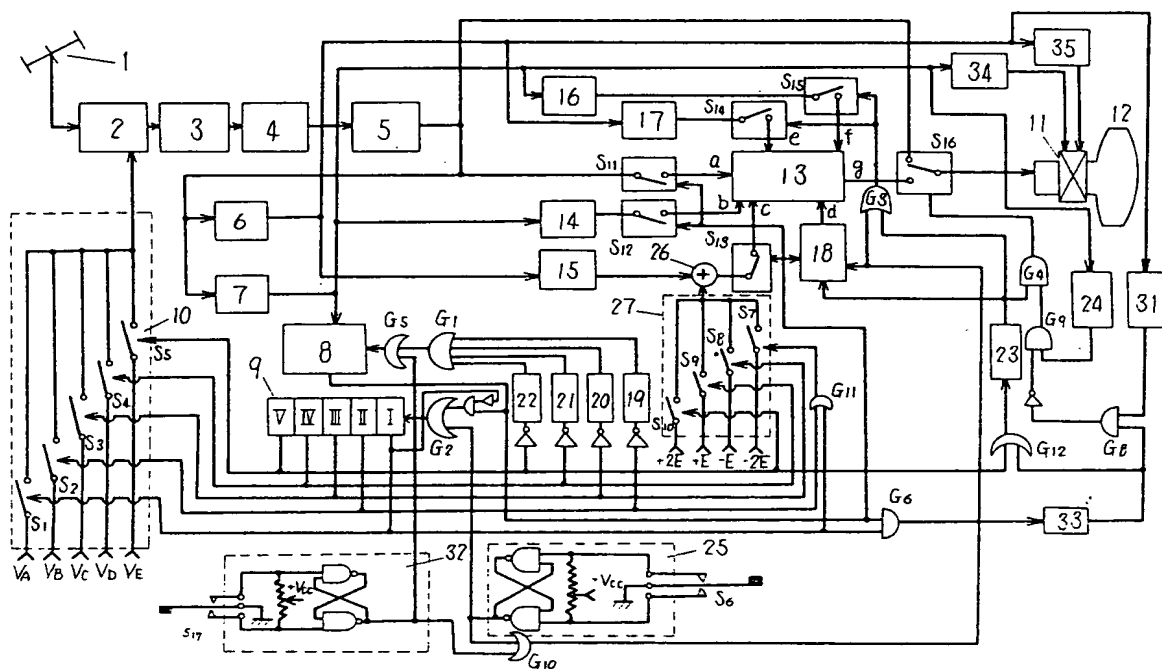 1
35
34
11
12
16
S15
17
S14
e
f
2
3
4
5
S11
a
13
g
S16
b
c
d
G3
6
14
S12
S13
18
15
26
+
7
10
27
G4
24
31
S5
8
G5
G1
S7
S8
S9
S10
23
G9
9
S4
22
21
20
19
G11
V IV III II I
G2
S3
+2E +E -E -2E
G12
G8
S2
S1
G6
33
VA VB VC VD VE
32
25
+Vcc
-Vcc
S6
S17
G10